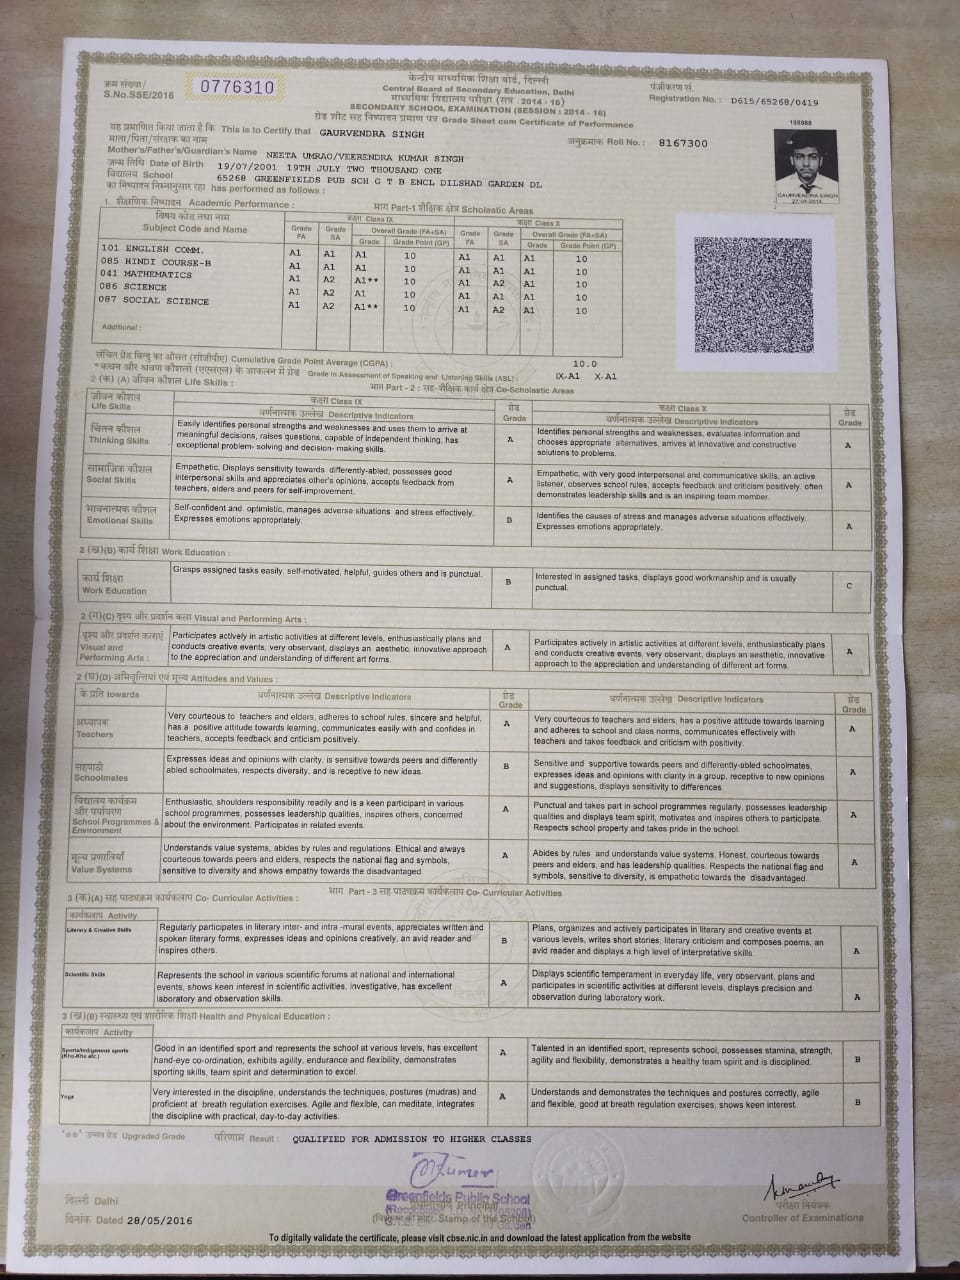 क्रम संख्या/
S.No.SSE/2016 0776310
केन्द्रीय माध्यमिक शिक्षा बोर्ड, दिल्ली
Central Board of Secondary Education, Delhi
माध्यमिक विद्यालय परीक्षा (सत्र : 2014 - 16)
SECONDARY SCHOOL EXAMINATION (SESSION : 2014 - 16)
ग्रेड शीट सह निष्पादन प्रमाण पत्र Grade Sheet cum Certificate of Performance
पंजीकरण सं.
Registration No. : D615/65268/0419
यह प्रमाणित किया जाता है कि This is to Certify that GAURVENDRA SINGH
अनुक्रमांक Roll No. : 8167300
माता/पिता/संरक्षक का नाम
Mother's/Father's/Guardian's Name NEETA UMRAO/VEERENDRA KUMAR SINGH
जन्म तिथि Date of Birth 19/07/2001 19TH JULY TWO THOUSAND ONE
विद्यालय School 65268 GREENFIELDS PUB SCH G T B ENCL DILSHAD GARDEN DL
का निष्पादन निम्नानुसार रहा has performed as follows :
GAURVENDRA SINGH
27-09-2014
1. शैक्षणिक निष्पादन Academic Performance : भाग Part-1 शैक्षिक क्षेत्र Scholastic Areas
विषय कोड तथा नाम
Subject Code and Name
कक्षा Class IX कक्षा Class X
Grade FA Grade SA Overall Grade (FA+SA) Grade FA Grade SA Overall Grade (FA+SA)
Grade Grade Point (GP) Grade Grade Point (GP)
101 ENGLISH COMM. A1 A1 A1 10 A1 A1 A1 10
085 HINDI COURSE-B A1 A1 A1 10 A1 A1 A1 10
041 MATHEMATICS A1 A2 A1** 10 A1 A2 A1 10
086 SCIENCE A1 A2 A1 10 A1 A1 A1 10
087 SOCIAL SCIENCE A1 A2 A1** 10 A1 A2 A1 10
Additional :
संचित ग्रेड बिन्दु का औसत (सीजीपीए) Cumulative Grade Point Average (CGPA) : 10.0
*कथन और श्रवण कौशलों (एएसएल) के आकलन में ग्रेड Grade in Assessment of Speaking and Listening Skills (ASL) : IX-A1 X-A1
2 (क) (A) जीवन कौशल Life Skills : भाग Part - 2 : सह-शैक्षिक कार्य क्षेत्र Co-Scholastic Areas
जीवन कौशल
Life Skills
कक्षा Class IX
वर्णनात्मक उल्लेख Descriptive Indicators
ग्रेड
Grade
कक्षा Class X
वर्णनात्मक उल्लेख Descriptive Indicators
ग्रेड
Grade
चिंतन कौशल
Thinking Skills
Easily identifies personal strengths and weaknesses and uses them to arrive at
meaningful decisions, raises questions, capable of independent thinking, has
exceptional problem- solving and decision- making skills.
A
Identifies personal strengths and weaknesses, evaluates information and
chooses appropriate alternatives, arrives at innovative and constructive
solutions to problems.
A
सामाजिक कौशल
Social Skills
Empathetic, Displays sensitivity towards differently-abled, possesses good
interpersonal skills and appreciates other's opinions, accepts feedback from
teachers, elders and peers for self-improvement.
A
Empathetic, with very good interpersonal and communicative skills, an active
listener, observes school rules, accepts feedback and criticism positively, often
demonstrates leadership skills and is an inspiring team member.
A
भावनात्मक कौशल
Emotional Skills
Self-confident and optimistic, manages adverse situations and stress effectively.
Expresses emotions appropriately.
B
Identifies the causes of stress and manages adverse situations effectively.
Expresses emotions appropriately.
A
2 (ख)(B) कार्य शिक्षा Work Education :
कार्य शिक्षा
Work Education
Grasps assigned tasks easily, self-motivated, helpful, guides others and is punctual.
B
Interested in assigned tasks, displays good workmanship and is usually
punctual.
C
2 (ग)(C) दृश्य और प्रदर्शन कला Visual and Performing Arts :
दृश्य और प्रदर्शन कलाएं
Visual and
Performing Arts :
Participates actively in artistic activities at different levels, enthusiastically plans and
conducts creative events, very observant, displays an aesthetic, innovative approach
to the appreciation and understanding of different art forms.
A
Participates actively in artistic activities at different levels, enthusiastically plans
and conducts creative events, very observant, displays an aesthetic, innovative
approach to the appreciation and understanding of different art forms.
A
2 (घ)(D) अभिवृत्तियां एवं मूल्य Attitudes and Values :
के प्रति towards
वर्णनात्मक उल्लेख Descriptive Indicators
ग्रेड
Grade
वर्णनात्मक उल्लेख Descriptive Indicators
ग्रेड
Grade
अध्यापक
Teachers
Very courteous to teachers and elders, adheres to school rules, sincere and helpful,
has a positive attitude towards learning, communicates easily with and confides in
teachers, accepts feedback and criticism positively.
A
Very courteous to teachers and elders, has a positive attitude towards learning
and adheres to school and class norms, communicates effectively with
teachers and takes feedback and criticism with positivity.
A
सहपाठी
Schoolmates
Expresses ideas and opinions with clarity, is sensitive towards peers and differently
abled schoolmates, respects diversity, and is receptive to new ideas.
B
Sensitive and supportive towards peers and differently-abled schoolmates,
expresses ideas and opinions with clarity in a group, receptive to new opinions
and suggestions, displays sensitivity to differences.
A
विद्यालय कार्यक्रम
और पर्यावरण
School Programmes &
Environment
Enthusiastic, shoulders responsibility readily and is a keen participant in various
school programmes, possesses leadership qualities, inspires others, concerned
about the environment. Participates in related events.
A
Punctual and takes part in school programmes regularly, possesses leadership
qualities and displays team spirit, motivates and inspires others to participate.
Respects school property and takes pride in the school.
A
मूल्य प्रणालियाँ
Value Systems
Understands value systems, abides by rules and regulations. Ethical and always
courteous towards peers and elders, respects the national flag and symbols,
sensitive to diversity and shows empathy towards the disadvantaged.
A
Abides by rules and understands value systems. Honest, courteous towards
peers and elders, and has leadership qualities. Respects the national flag and
symbols, sensitive to diversity, is empathetic towards the disadvantaged.
A
भाग Part - 3 सह पाठ्यक्रम कार्यकलाप Co- Curricular Activities
3 (क)(A) सह पाठ्यक्रम कार्यकलाप Co- Curricular Activities :
कार्यकलाप Activity
Literary & Creative Skills
Regularly participates in literary inter- and intra -mural events, appreciates written and
spoken literary forms, expresses ideas and opinions creatively, an avid reader and
inspires others.
B
Plans, organizes and actively participates in literary and creative events at
various levels, writes short stories, literary criticism and composes poems, an
avid reader and displays a high level of interpretative skills.
A
Scientific Skills
Represents the school in various scientific forums at national and international
events, shows keen interest in scientific activities, investigative, has excellent
laboratory and observation skills.
A
Displays scientific temperament in everyday life, very observant, plans and
participates in scientific activities at different levels, displays precision and
observation during laboratory work.
A
3 (ख)(B) स्वास्थ्य एवं शारीरिक शिक्षा Health and Physical Education :
कार्यकलाप Activity
Sports/Indigenous sports
(Kho-Kho etc.)
Good in an identified sport and represents the school at various levels, has excellent
hand-eye co-ordination, exhibits agility, endurance and flexibility, demonstrates
sporting skills, team spirit and determination to excel.
A
Talented in an identified sport, represents school, possesses stamina, strength,
agility and flexibility, demonstrates a healthy team spirit and is disciplined.
B
Yoga
Very interested in the discipline, understands the techniques, postures (mudras) and
proficient at breath regulation exercises. Agile and flexible, can meditate, integrates
the discipline with practical, day-to-day activities.
A
Understands and demonstrates the techniques and postures correctly, agile
and flexible, good at breath regulation exercises, shows keen interest.
B
'**' उन्नत ग्रेड Upgraded Grade परिणाम Result : QUALIFIED FOR ADMISSION TO HIGHER CLASSES
दिल्ली Delhi
दिनांक Dated 28/05/2016
Greenfields Public School
Principal
Stamp of the School)
परीक्षा नियंत्रक
Controller of Examinations
To digitally validate the certificate, please visit cbse.nic.in and download the latest application from the website